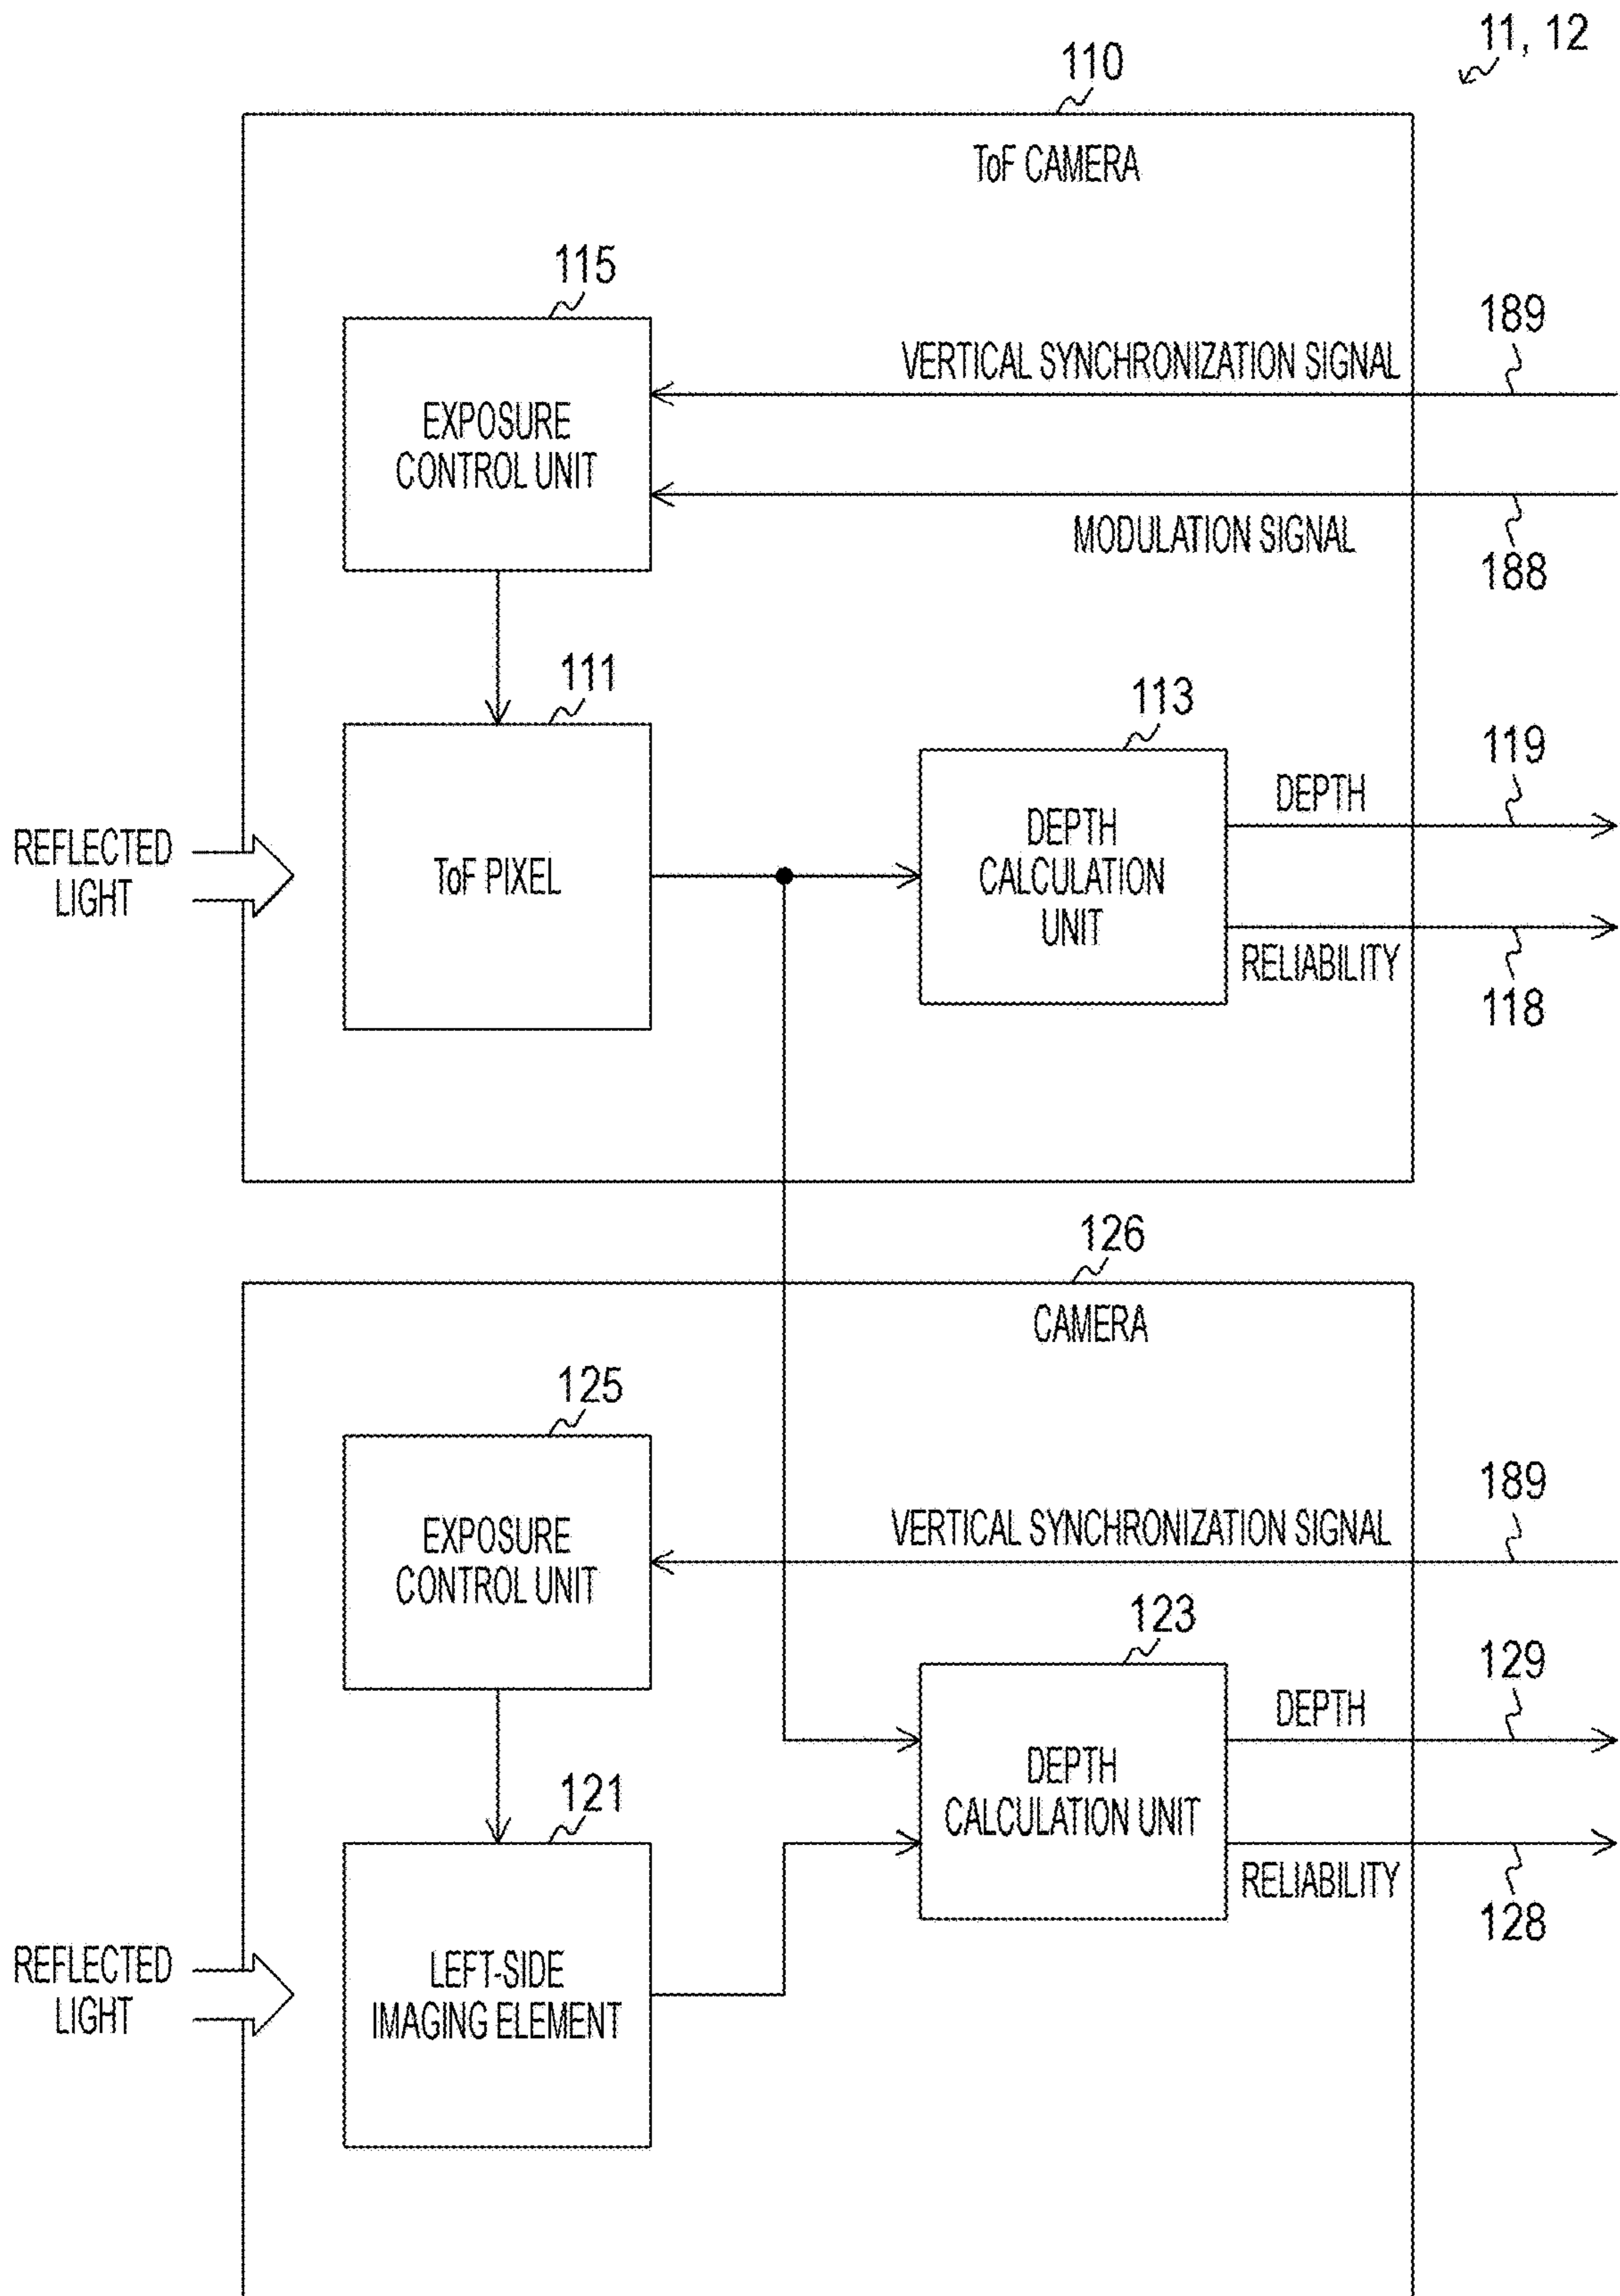 11, 12
110
ToF CAMERA
115
189
VERTICAL SYNCHRONIZATION SIGNAL
EXPOSURE
CONTROL UNIT
MODULATION SIGNAL
188
111
113
119
DEPTH
REFLECTED
LIGHT
ToF PIXEL
DEPTH
CALCULATION
UNIT
RELIABILITY
118
126
CAMERA
125
189
VERTICAL SYNCHRONIZATION SIGNAL
EXPOSURE
CONTROL UNIT
123
129
DEPTH
DEPTH
CALCULATION UNIT
121
RELIABILITY
128
REFLECTED
LIGHT
LEFT-SIDE
IMAGING ELEMENT